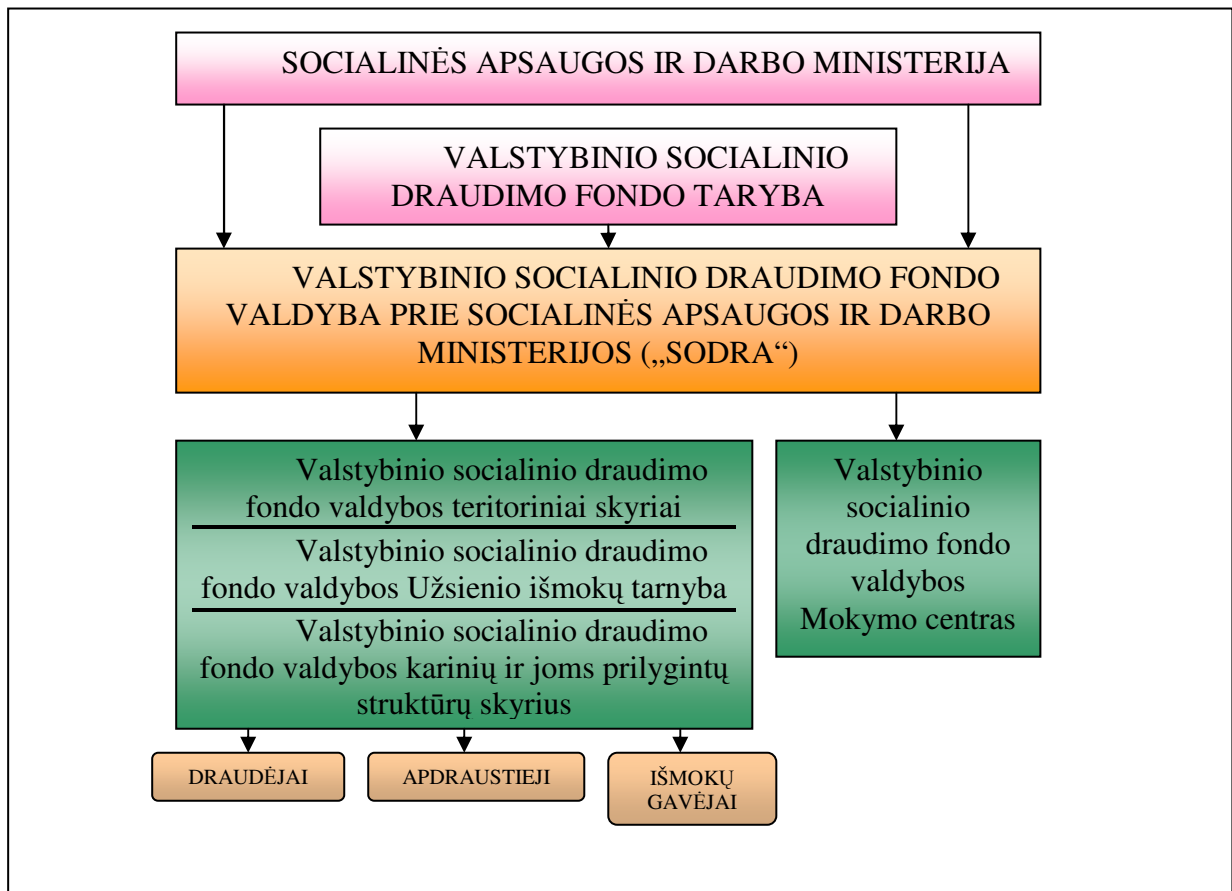 SOCIALINĖS APSAUGOS IR DARBO MINISTERIJA
VALSTYBINIO SOCIALINIO
DRAUDIMO FONDO TARYBA
VALSTYBINIO SOCIALINIO DRAUDIMO FONDO
VALDYBA PRIE SOCIALINĖS APSAUGOS IR DARBO
MINISTERIJOS („SODRA“)
Valstybinio socialinio draudimo
fondo valdybos teritoriniai skyriai
Valstybinio socialinio draudimo
fondo valdybos Užsienio išmokų tarnyba
Valstybinio socialinio draudimo
fondo valdybos karinių ir joms prilygintų
struktūrų skyrius
Valstybinio
socialinio
draudimo fondo
valdybos
Mokymo centras
DRAUDĖJAI
APDRAUSTIEJI
IŠMOKŲ
GAVĖJAI